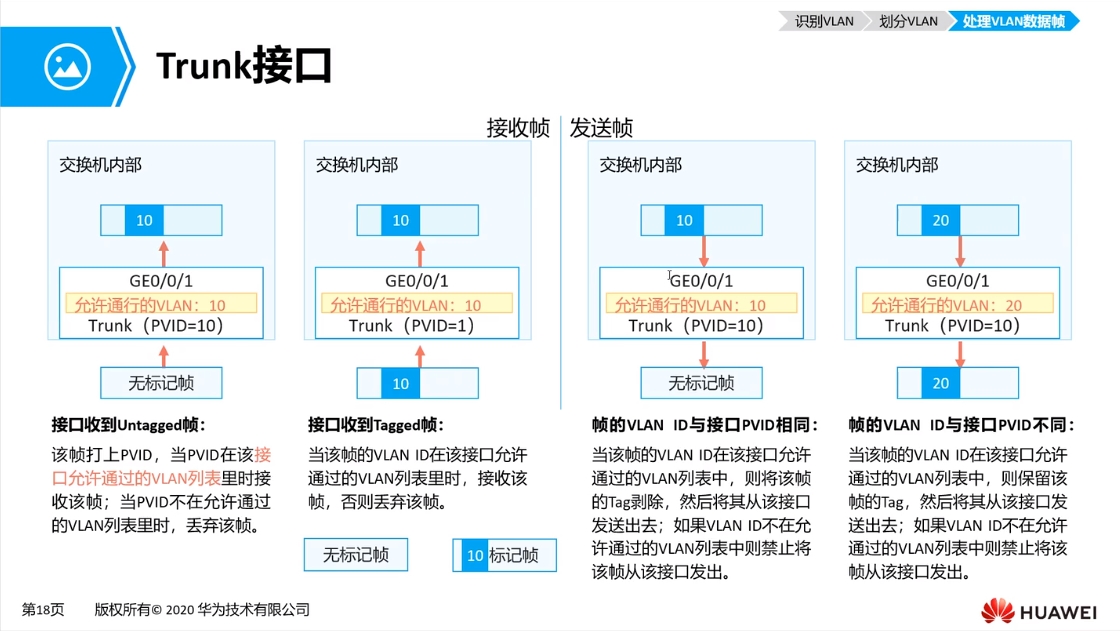 识别VLAN
划分VLAN
处理VLAN数据帧
Trunk接口
接收帧
发送帧
交换机内部
10
GE0/0/1
允许通行的VLAN：10
Trunk（PVID=10）
无标记帧
接口收到Untagged帧：
该帧打上PVID，当PVID在该接
口允许通过的VLAN列表里时接
收该帧；当PVID不在允许通过
的VLAN列表里时，丢弃该帧。
交换机内部
10
GE0/0/1
允许通行的VLAN：10
Trunk（PVID=1）
10
接口收到Tagged帧：
当该帧的VLAN ID在该接口允许
通过的VLAN列表里时，接收该
帧，否则丢弃该帧。
无标记帧
10 标记帧
交换机内部
10
GE0/0/1
允许通行的VLAN：10
Trunk（PVID=10）
无标记帧
帧的VLAN ID与接口PVID相同：
当该帧的VLAN ID在该接口允许
通过的VLAN列表中，则将该帧
的Tag剥除，然后将其从该接口
发送出去；如果VLAN ID不在允
许通过的VLAN列表中则禁止将
该帧从该接口发出。
交换机内部
20
GE0/0/1
允许通行的VLAN：20
Trunk（PVID=10）
20
帧的VLAN ID与接口PVID不同：
当该帧的VLAN ID在该接口允许
通过的VLAN列表中，则保留该
帧的Tag，然后将其从该接口发
送出去；如果VLAN ID不在允许
通过的VLAN列表中则禁止将该
帧从该接口发出。
第18页
版权所有© 2020 华为技术有限公司
HUAWEI